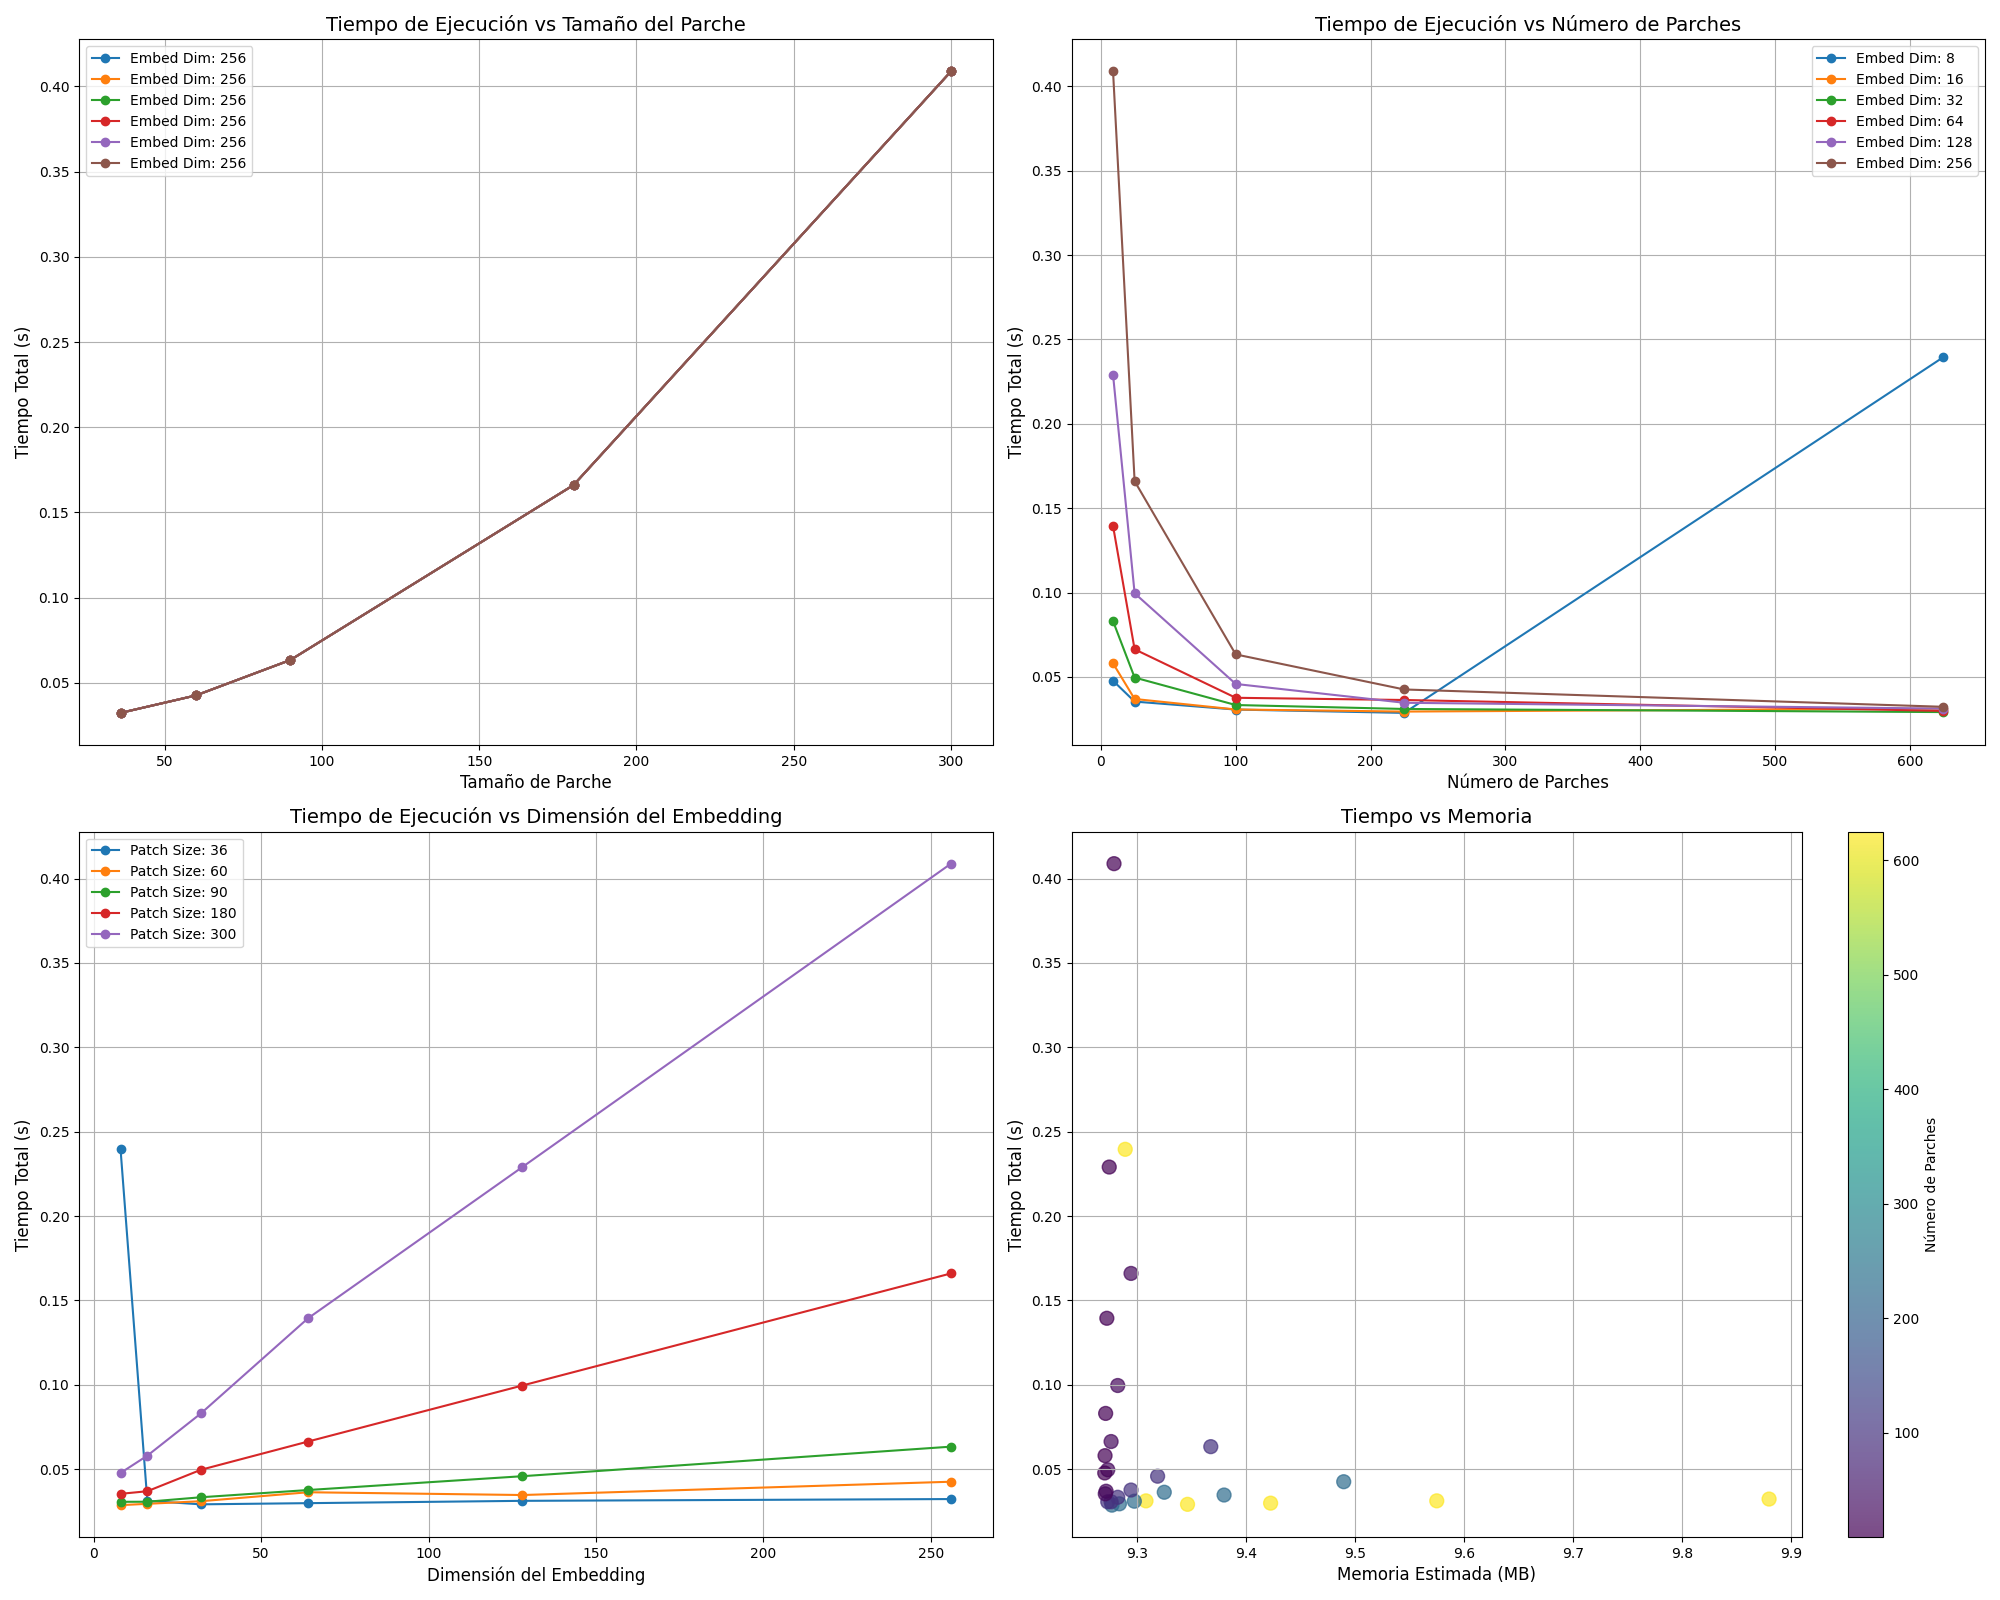 Tiempo de Ejecución vs Tamaño del Parche
Embed Dim: 256
Embed Dim: 256
Embed Dim: 256
Embed Dim: 256
Embed Dim: 256
Embed Dim: 256
0.40
0.35
0.30
0.25
0.20
0.15
0.10
0.05
Tiempo Total (s)
50 100 150 200 250 300
Tamaño de Parche
Tiempo de Ejecución vs Número de Parches
Embed Dim: 8
Embed Dim: 16
Embed Dim: 32
Embed Dim: 64
Embed Dim: 128
Embed Dim: 256
0.40
0.35
0.30
0.25
0.20
0.15
0.10
0.05
Tiempo Total (s)
0 100 200 300 400 500 600
Número de Parches
Tiempo de Ejecución vs Dimensión del Embedding
Patch Size: 36
Patch Size: 60
Patch Size: 90
Patch Size: 180
Patch Size: 300
0.40
0.35
0.30
0.25
0.20
0.15
0.10
0.05
Tiempo Total (s)
0 50 100 150 200 250
Dimensión del Embedding
Tiempo vs Memoria
0.40
0.35
0.30
0.25
0.20
0.15
0.10
0.05
Tiempo Total (s)
9.3 9.4 9.5 9.6 9.7 9.8 9.9
Memoria Estimada (MB)
600
500
400
300
200
100
Número de Parches